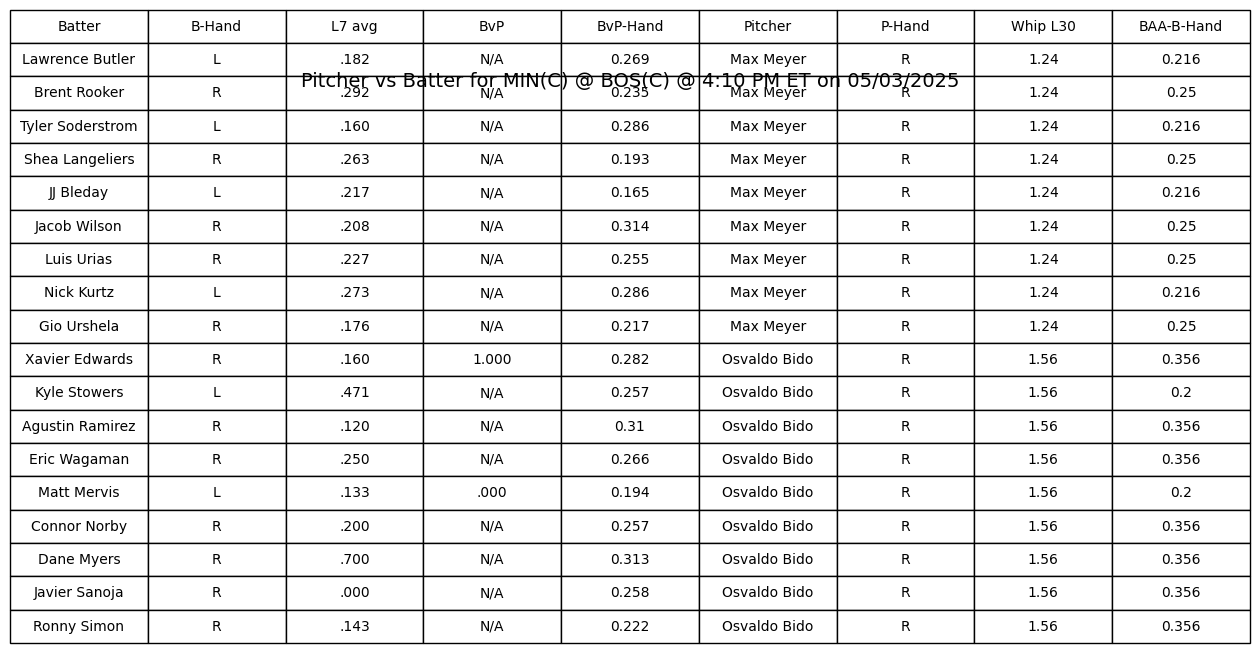 Batter B-Hand L7 avg BvP BvP-Hand Pitcher P-Hand Whip L30 BAA-B-Hand
Lawrence Butler L .182 N/A 0.269 Max Meyer R 1.24 0.216
Pitcher vs Batter for MIN(C) @ BOS(C) @ 4:10 PM ET on 05/03/2025
Brent Rooker R .292 N/A 0.235 Max Meyer R 1.24 0.25
Tyler Soderstrom L .160 N/A 0.286 Max Meyer R 1.24 0.216
Shea Langeliers R .263 N/A 0.193 Max Meyer R 1.24 0.25
JJ Bleday L .217 N/A 0.165 Max Meyer R 1.24 0.216
Jacob Wilson R .208 N/A 0.314 Max Meyer R 1.24 0.25
Luis Urias R .227 N/A 0.255 Max Meyer R 1.24 0.25
Nick Kurtz L .273 N/A 0.286 Max Meyer R 1.24 0.216
Gio Urshela R .176 N/A 0.217 Max Meyer R 1.24 0.25
Xavier Edwards R .160 1.000 0.282 Osvaldo Bido R 1.56 0.356
Kyle Stowers L .471 N/A 0.257 Osvaldo Bido R 1.56 0.2
Agustin Ramirez R .120 N/A 0.31 Osvaldo Bido R 1.56 0.356
Eric Wagaman R .250 N/A 0.266 Osvaldo Bido R 1.56 0.356
Matt Mervis L .133 .000 0.194 Osvaldo Bido R 1.56 0.2
Connor Norby R .200 N/A 0.257 Osvaldo Bido R 1.56 0.356
Dane Myers R .700 N/A 0.313 Osvaldo Bido R 1.56 0.356
Javier Sanoja R .000 N/A 0.258 Osvaldo Bido R 1.56 0.356
Ronny Simon R .143 N/A 0.222 Osvaldo Bido R 1.56 0.356